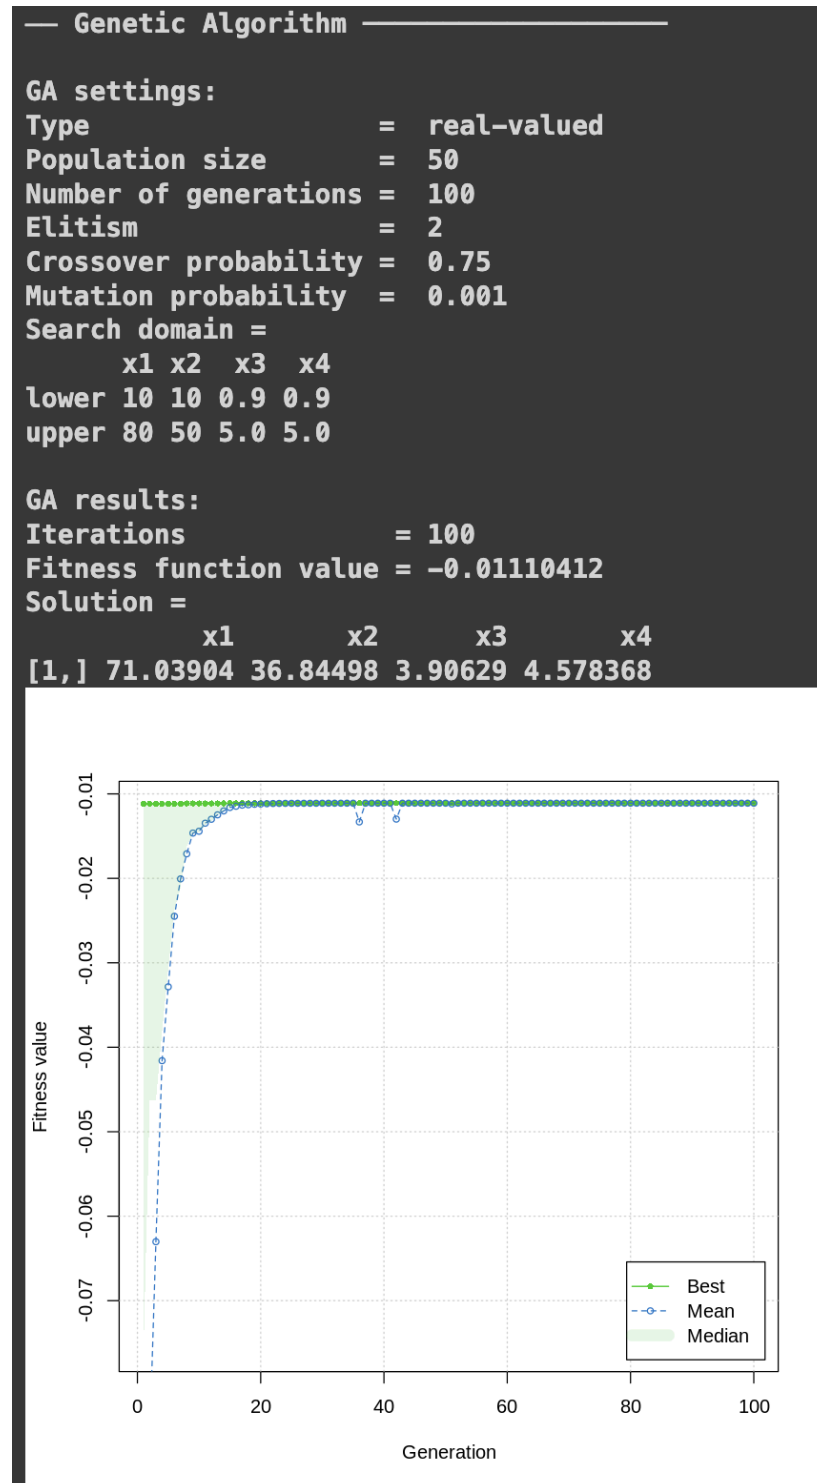 —— Genetic Algorithm ———————————————————
GA settings:
Type                  =  real-valued
Population size       =  50
Number of generations =  100
Elitism               =  2
Crossover probability =  0.75
Mutation probability  =  0.001
Search domain =
      x1 x2  x3  x4
lower 10 10 0.9 0.9
upper 80 50 5.0 5.0
GA results:
Iterations             = 100
Fitness function value = -0.01110412
Solution =
           x1       x2      x3       x4
[1,] 71.03904 36.84498 3.90629 4.578368
-0.01
-0.02
-0.03
-0.04
-0.05
-0.06
-0.07
Fitness value
Best
Mean
Median
0 20 40 60 80 100
Generation